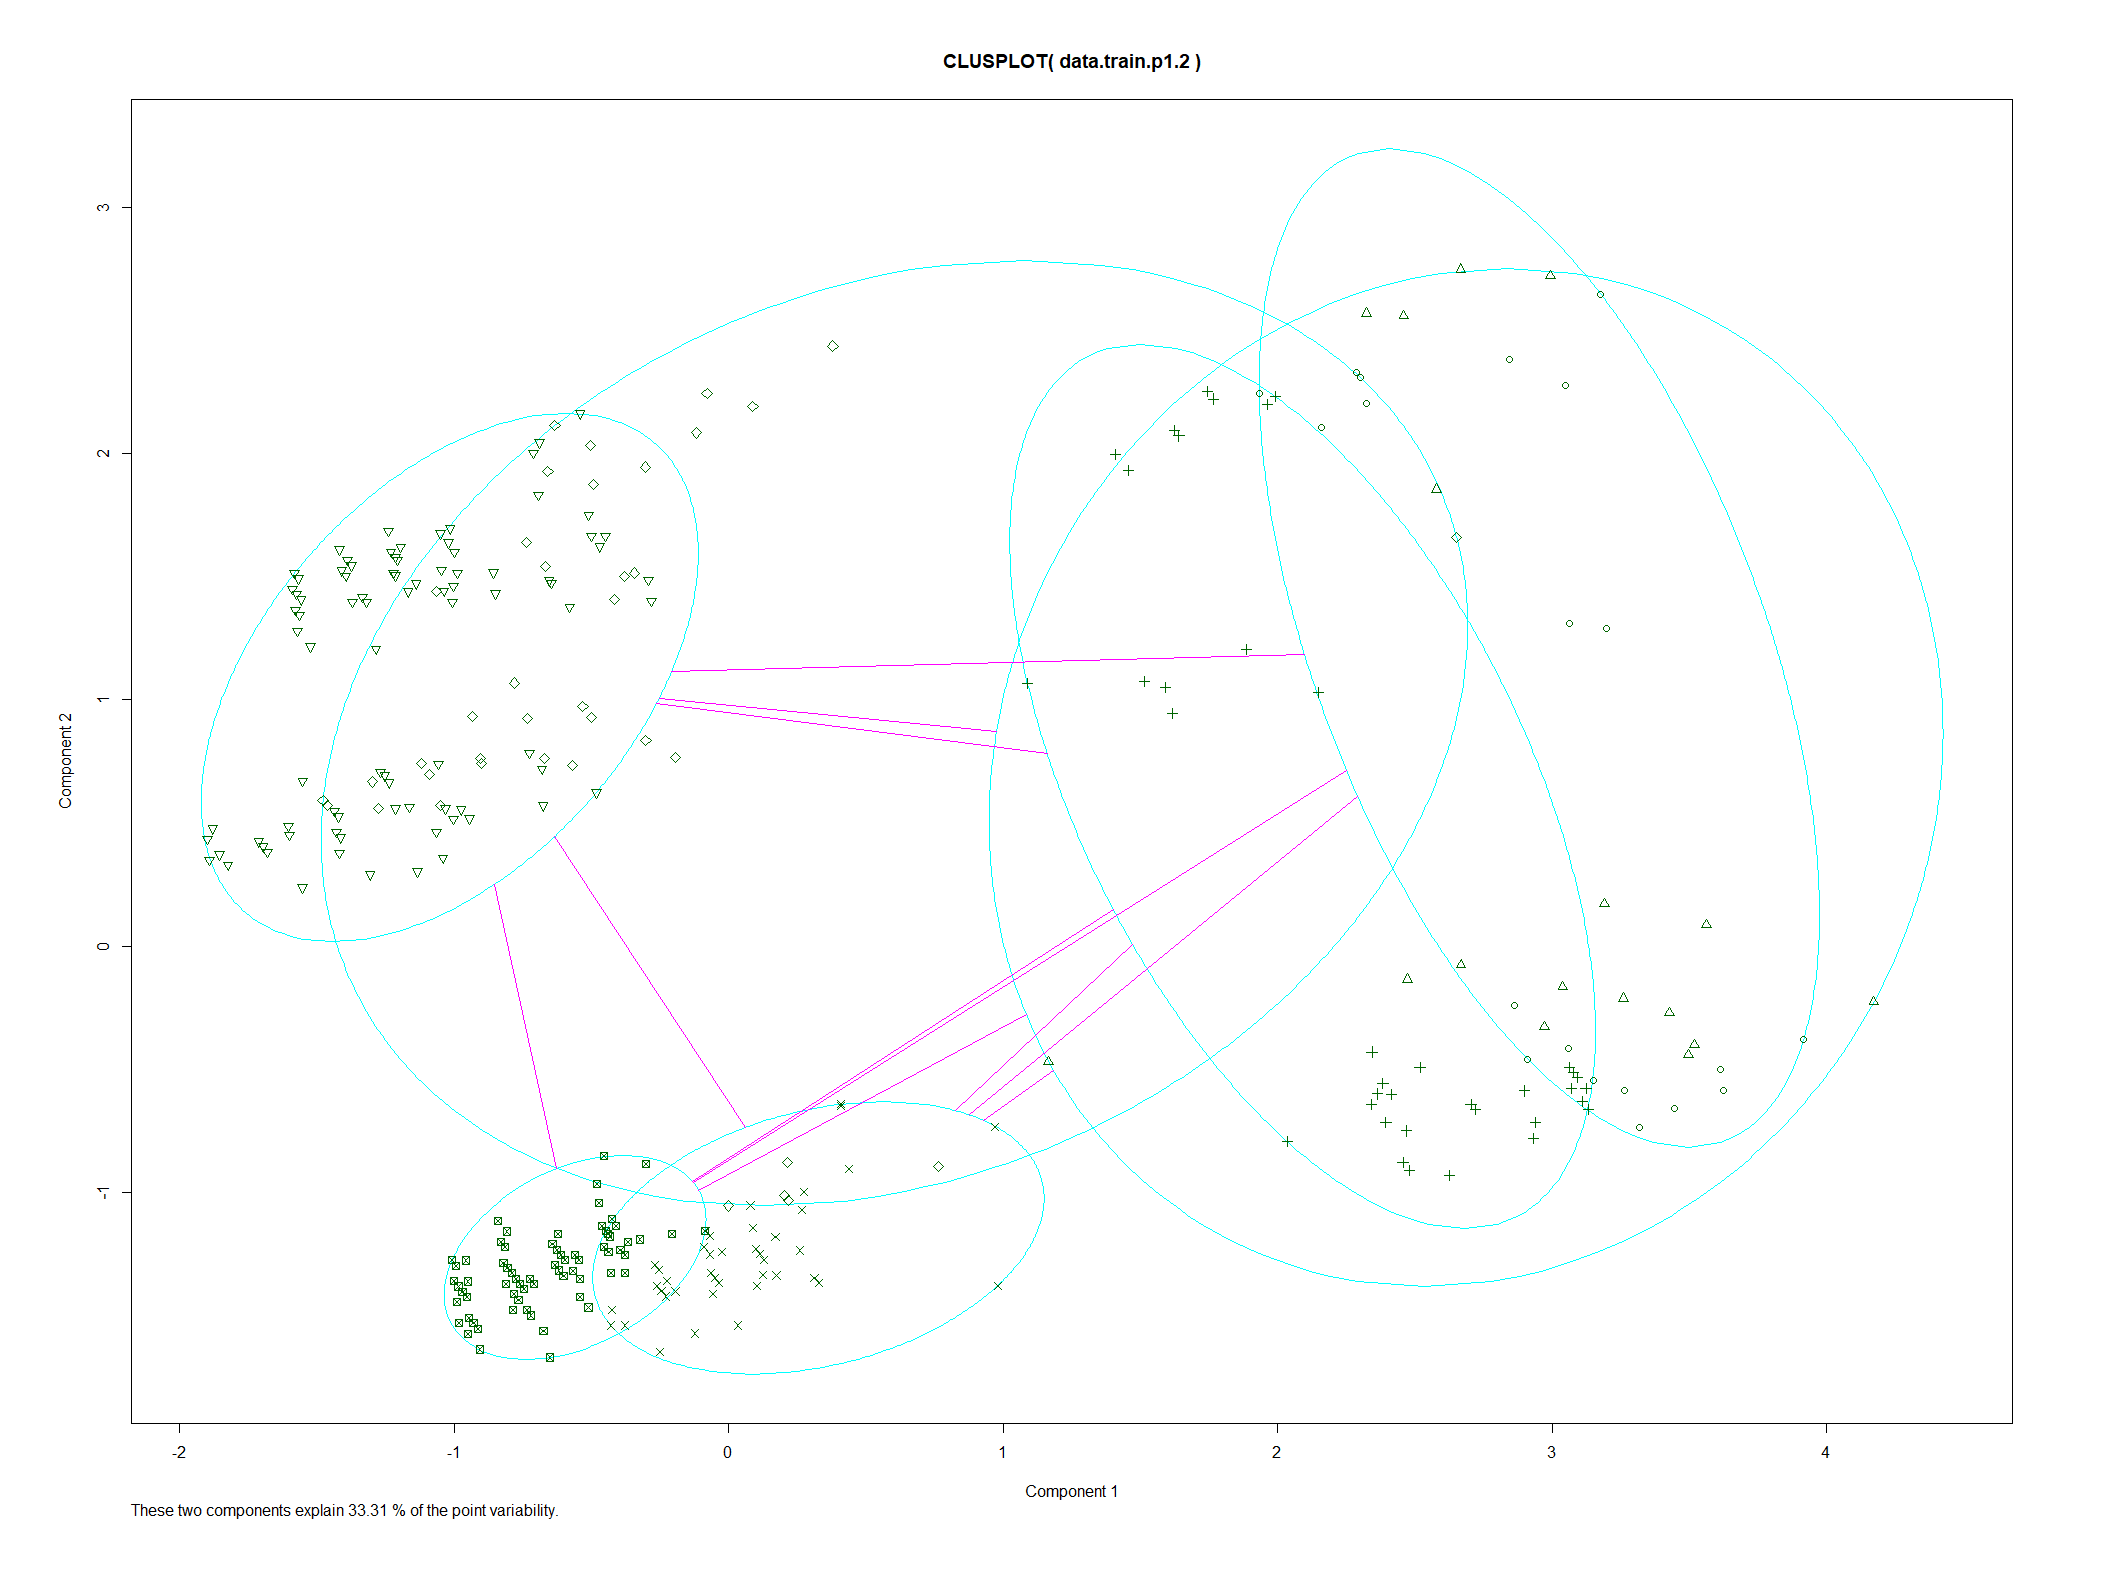 CLUSPLOT( data.train.p1.2 )
3
2
1
0
-1
Component 2
-2 -1 0 1 2 3 4
Component 1
These two components explain 33.31 % of the point variability.